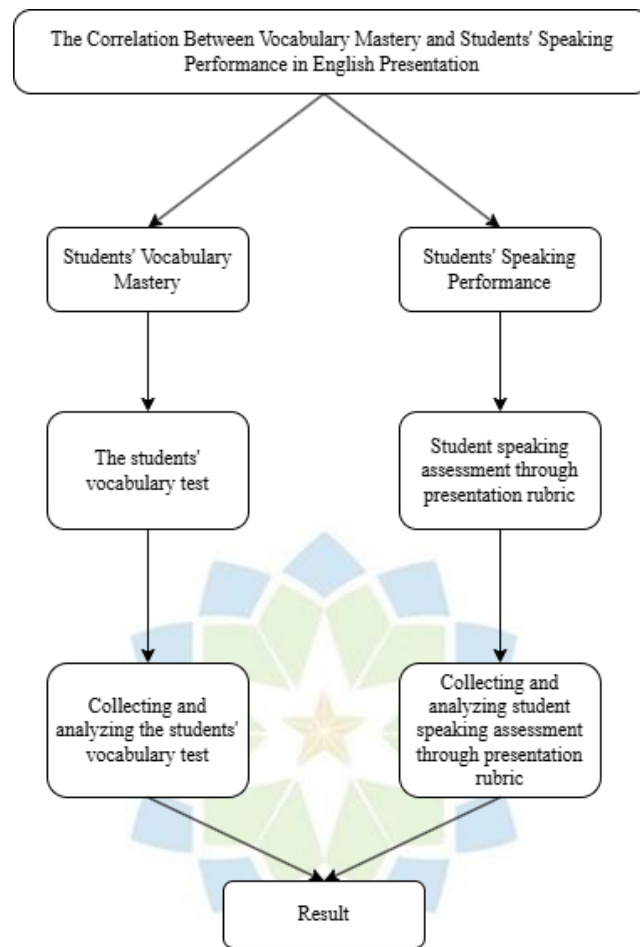 The Correlation Between Vocabulary Mastery and Students' Speaking
Performance in English Presentation
Students' Vocabulary
Mastery
Students' Speaking
Performance
The students'
vocabulary test
Student speaking
assessment through
presentation rubric
Collecting and
analyzing the students'
vocabulary test
Collecting and
analyzing student
speaking assessment
through presentation
rubric
Result